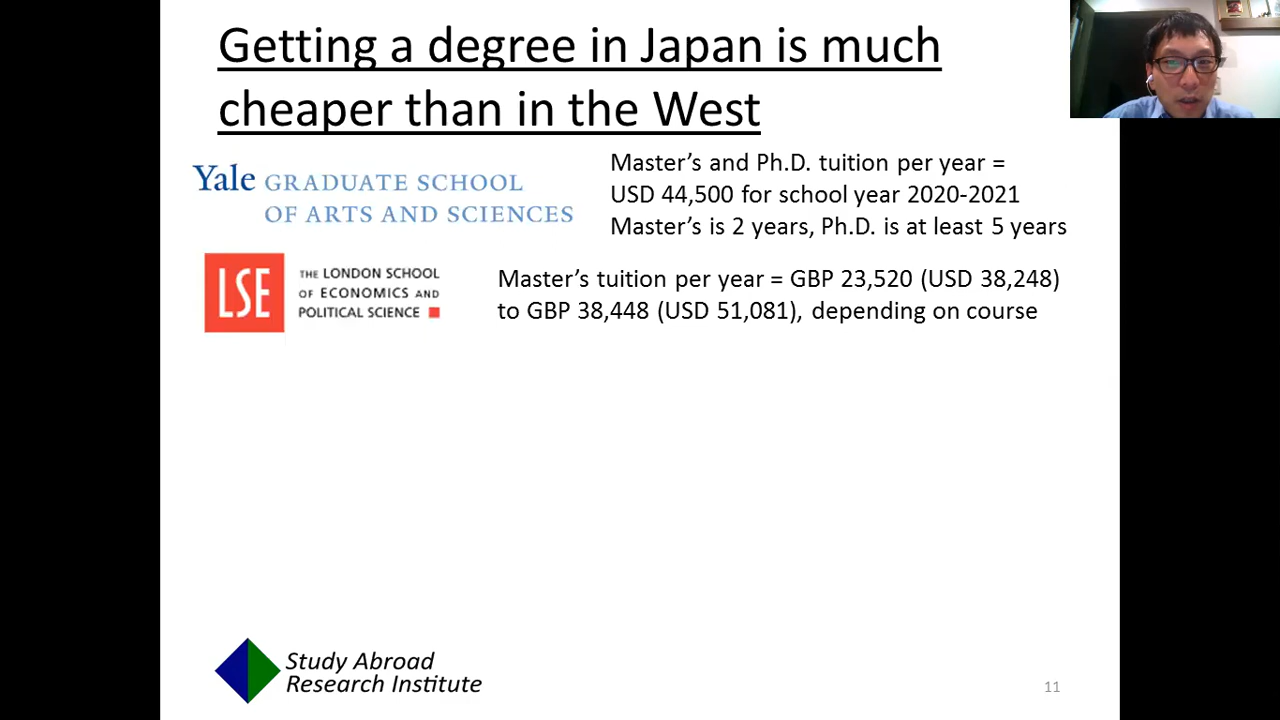 Getting a degree in Japan is much
cheaper than in the West
Yale GRADUATE SCHOOL
OF ARTS AND SCIENCES
Master's and Ph.D. tuition per year =
USD 44,500 for school year 2020-2021
Master's is 2 years, Ph.D. is at least 5 years
LSE
THE LONDON SCHOOL
OF ECONOMICS AND
POLITICAL SCIENCE
Master's tuition per year = GBP 23,520 (USD 38,248)
to GBP 38,448 (USD 51,081), depending on course
Study Abroad
Research Institute
11